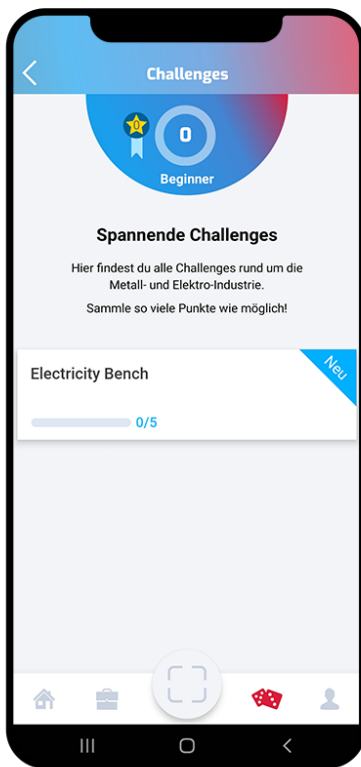 Challenges
0
0
Beginner
Spannende Challenges
Hier findest du alle Challenges rund um die
Metall- und Elektro-Industrie.
Sammle so viele Punkte wie möglich!
Neu
Electricity Bench
0/5